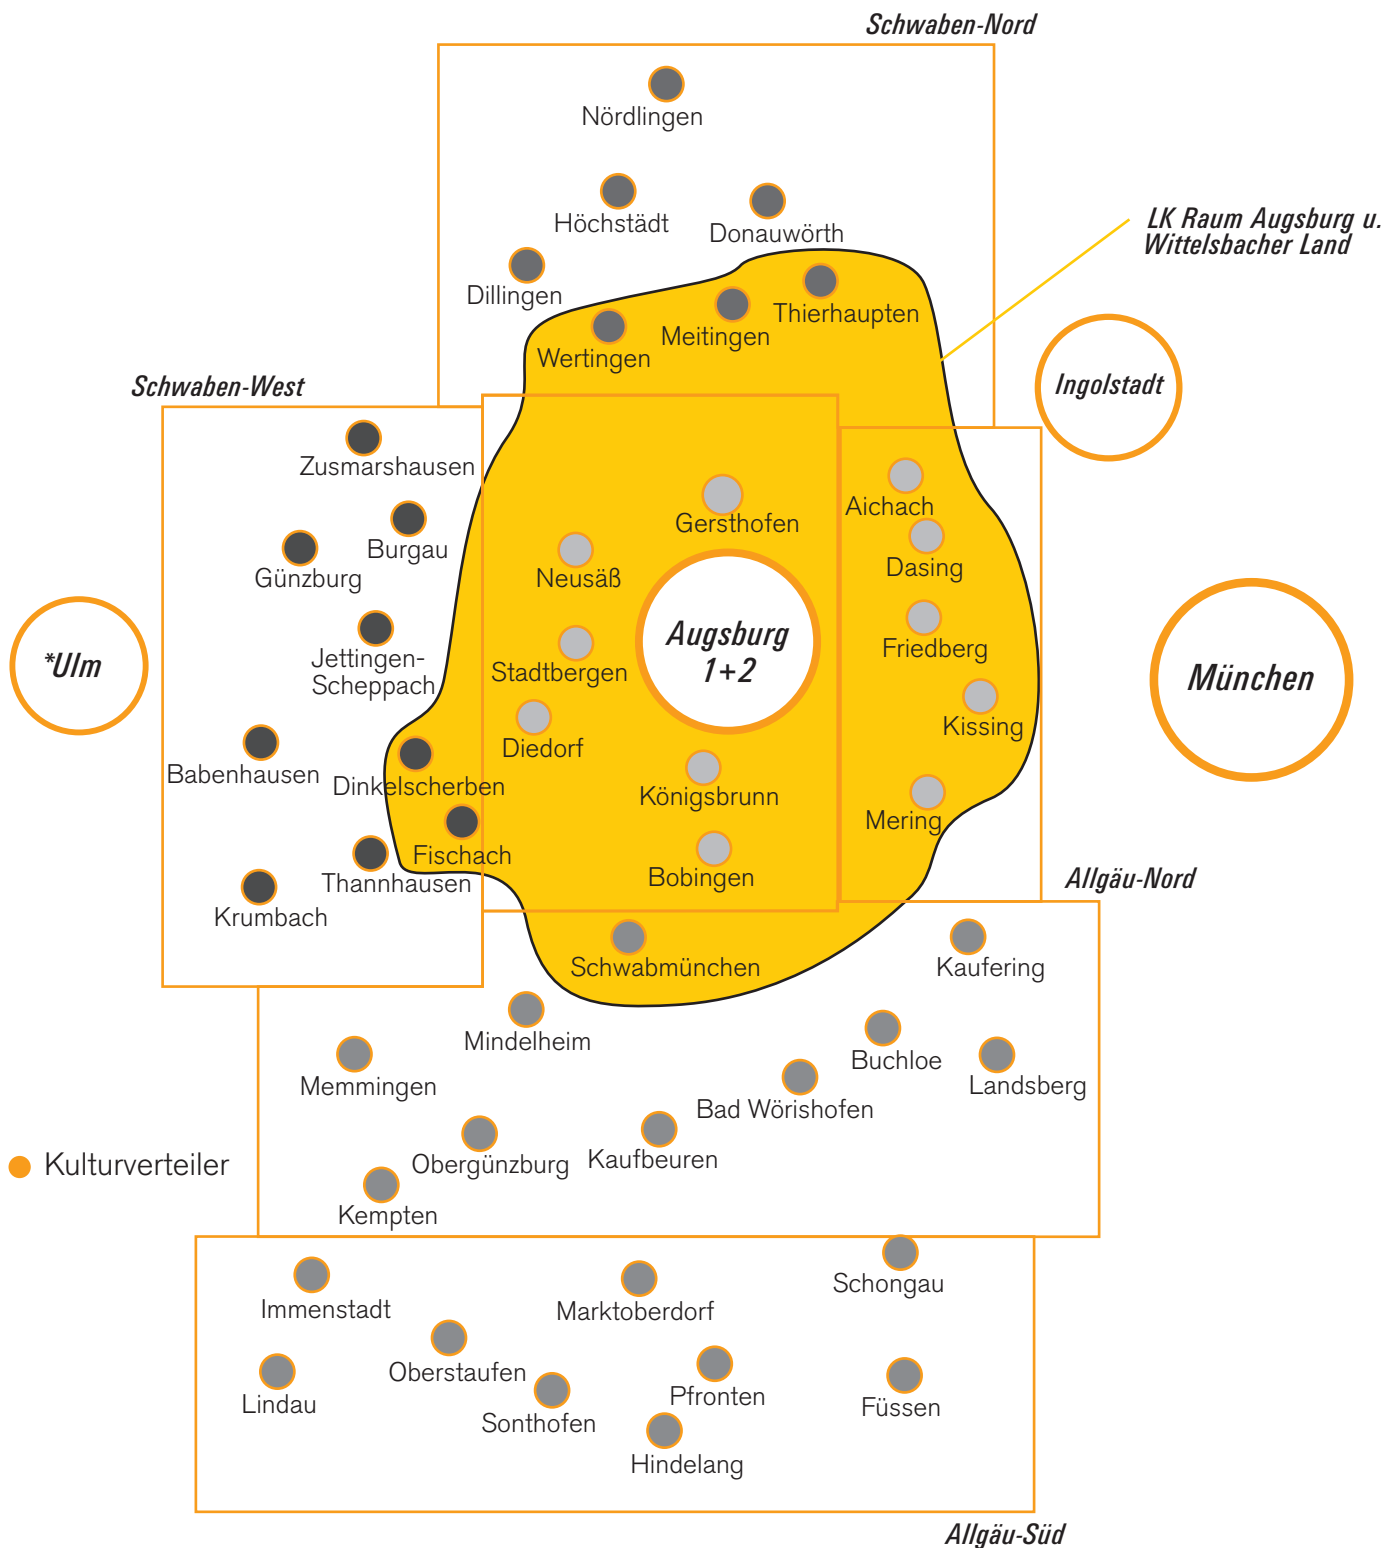 Schwaben-Nord
Nördlingen
Höchstädt
Donauwörth
LK Raum Augsburg u.
Wittelsbacher Land
Dillingen
Thierhaupten
Meitingen
Wertingen
Ingolstadt
Schwaben-West
Zusmarshausen
Burgau
Günzburg
Jettingen-
Scheppach
*Ulm
Babenhausen
Dinkelscherben
Fischach
Thannhausen
Krumbach
Gersthofen
Neusäß
Augsburg
1+2
Stadtbergen
Diedorf
Königsbrunn
Bobingen
Aichach
Dasing
Friedberg
Kissing
Mering
München
Allgäu-Nord
Schwabmünchen
Kaufering
Mindelheim
Buchloe
Memmingen
Landsberg
Bad Wörishofen
Obergünzburg
Kaufbeuren
Kulturverteiler
Kempten
Schongau
Immenstadt
Marktoberdorf
Oberstaufen
Lindau
Pfronten
Füssen
Sonthofen
Hindelang
Allgäu-Süd